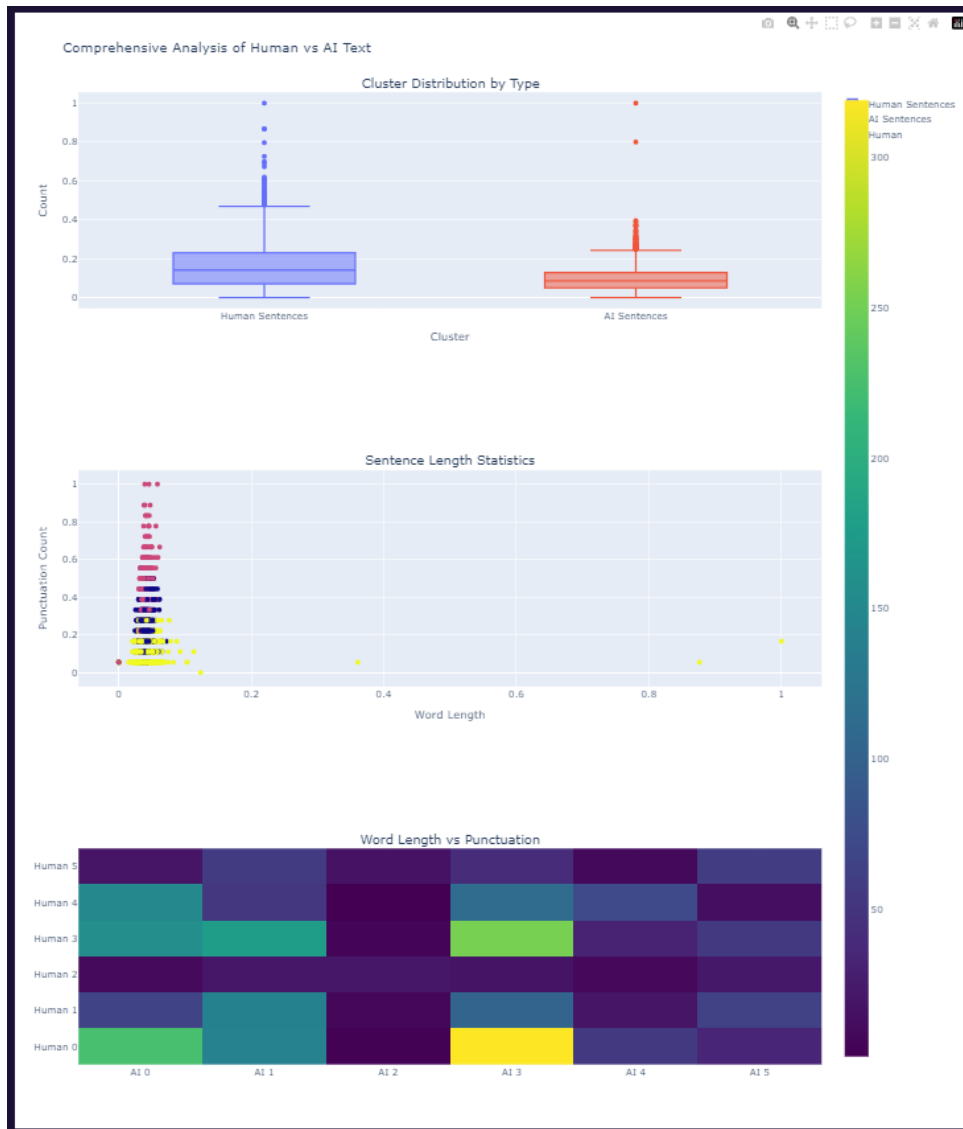 Comprehensive Analysis of Human vs AI Text
Cluster Distribution by Type
1
0.8
0.6
0.4
0.2
0
Count
Human Sentences
AI Sentences
Cluster
Human Sentences
AI Sentences
Human
300
250
200
150
100
50
Sentence Length Statistics
1
0.8
0.6
0.4
0.2
0
Punctuation Count
0
0.2
0.4
0.6
0.8
1
Word Length
Word Length vs Punctuation
Human 5
Human 4
Human 3
Human 2
Human 1
Human 0
AI 0
AI 1
AI 2
AI 3
AI 4
AI 5